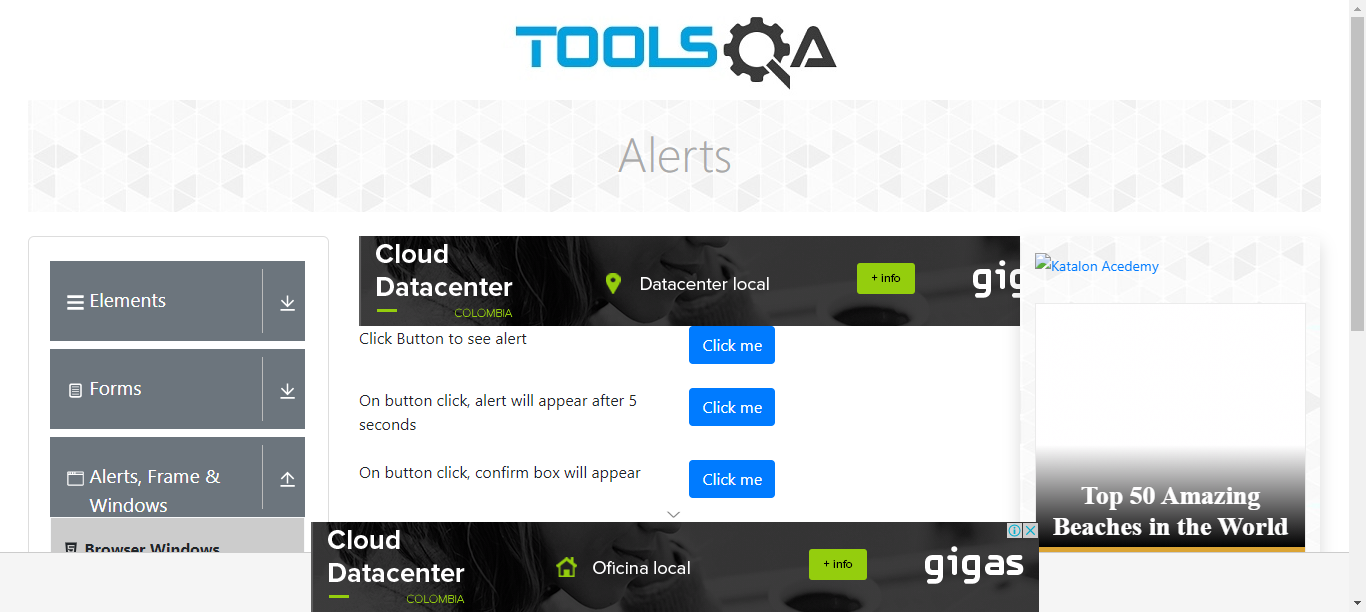 TOOLSQA
Alerts
Elements
Forms
Alerts, Frame &
Windows
Browser Windows
Cloud
Datacenter
COLOMBIA
Datacenter local
+ info
gig
Click Button to see alert
Click me
On button click, alert will appear after 5
seconds
Click me
On button click, confirm box will appear
Click me
Katalon Acedemy
Top 50 Amazing
Beaches in the World
Cloud
Datacenter
COLOMBIA
Oficina local
+ info
gigas